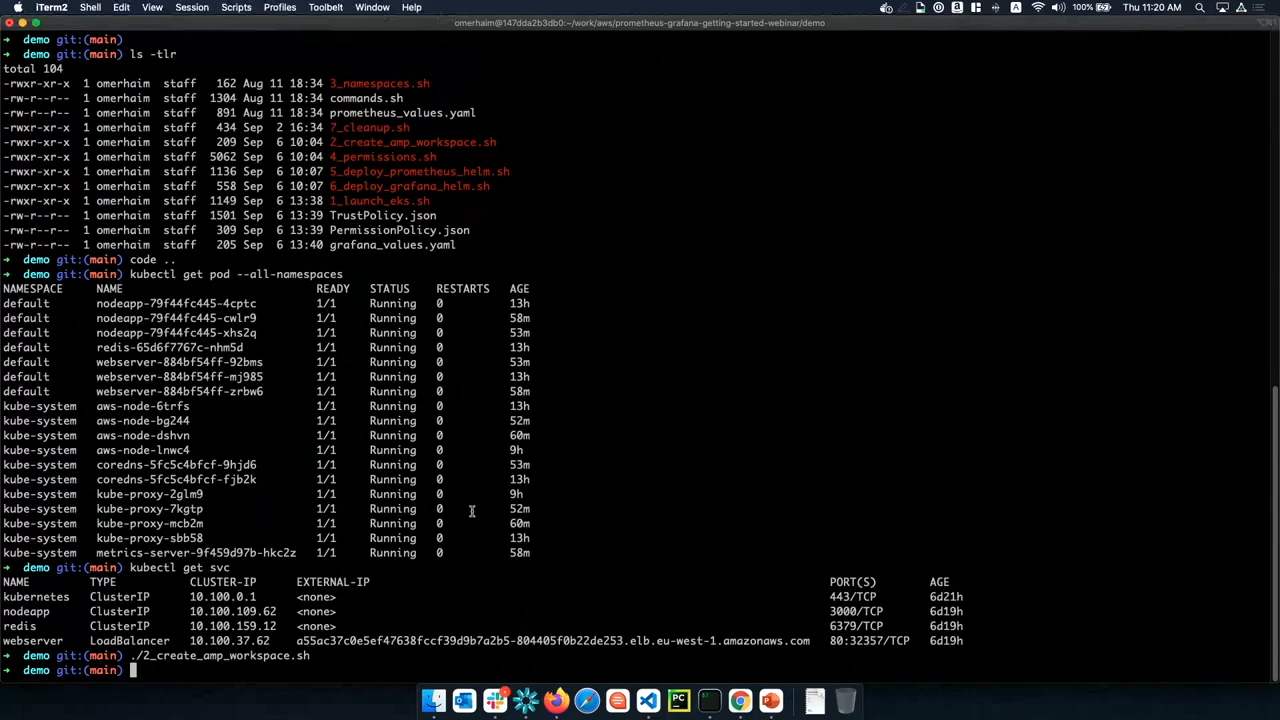 iTerm2 Shell Edit View Session Scripts Profiles Toolbelt Window Help 100% Thu 11:20 AM
omerhaim@147dda2b3db0:~/work/aws/prometheus-grafana-getting-started-webinar/demo
➜ demo git:(main)
➜ demo git:(main) ls -tlr
total 104
-rwxr-xr-x 1 omerhaim staff 162 Aug 11 18:34 3_namespaces.sh
-rw-r--r-- 1 omerhaim staff 1304 Aug 11 18:34 commands.sh
-rw-r--r-- 1 omerhaim staff 891 Aug 11 18:34 prometheus_values.yaml
-rwxr-xr-x 1 omerhaim staff 434 Sep 2 16:34 7_cleanup.sh
-rwxr-xr-x 1 omerhaim staff 209 Sep 6 10:04 2_create_amp_workspace.sh
-rwxr-xr-x 1 omerhaim staff 5062 Sep 6 10:04 4_permissions.sh
-rwxr-xr-x 1 omerhaim staff 1136 Sep 6 10:07 5_deploy_prometheus_helm.sh
-rwxr-xr-x 1 omerhaim staff 558 Sep 6 10:07 6_deploy_grafana_helm.sh
-rwxr-xr-x 1 omerhaim staff 1149 Sep 6 13:38 1_launch_eks.sh
-rw-r--r-- 1 omerhaim staff 1501 Sep 6 13:39 TrustPolicy.json
-rw-r--r-- 1 omerhaim staff 309 Sep 6 13:39 PermissionPolicy.json
-rw-r--r-- 1 omerhaim staff 205 Sep 6 13:40 grafana_values.yaml
➜ demo git:(main) code ..
➜ demo git:(main) kubectl get pod --all-namespaces
NAMESPACE NAME READY STATUS RESTARTS AGE
default nodeapp-79f44fc445-4cptc 1/1 Running 0 13h
default nodeapp-79f44fc445-cwlr9 1/1 Running 0 58m
default nodeapp-79f44fc445-xhs2q 1/1 Running 0 53m
default redis-65d6f7767c-nhm5d 1/1 Running 0 13h
default webserver-884bf54ff-92bms 1/1 Running 0 53m
default webserver-884bf54ff-mj985 1/1 Running 0 13h
default webserver-884bf54ff-zrbw6 1/1 Running 0 58m
kube-system aws-node-6trfs 1/1 Running 0 13h
kube-system aws-node-bg244 1/1 Running 0 52m
kube-system aws-node-dshvn 1/1 Running 0 60m
kube-system aws-node-lnwc4 1/1 Running 0 9h
kube-system coredns-5fc5c4bfcf-9hjd6 1/1 Running 0 53m
kube-system coredns-5fc5c4bfcf-fjb2k 1/1 Running 0 13h
kube-system kube-proxy-2glm9 1/1 Running 0 9h
kube-system kube-proxy-7kgtp 1/1 Running 0 52m
kube-system kube-proxy-mcb2m 1/1 Running 0 60m
kube-system kube-proxy-sbb58 1/1 Running 0 13h
kube-system metrics-server-9f459d97b-hkc2z 1/1 Running 0 58m
➜ demo git:(main) kubectl get svc
NAME TYPE CLUSTER-IP EXTERNAL-IP PORT(S) AGE
kubernetes ClusterIP 10.100.0.1 <none> 443/TCP 6d21h
nodeapp ClusterIP 10.100.109.62 <none> 3000/TCP 6d19h
redis ClusterIP 10.100.159.12 <none> 6379/TCP 6d19h
webserver LoadBalancer 10.100.37.62 a55ac37c0e5ef47638fccf39d9b7a2b5-804405f0b22de253.elb.eu-west-1.amazonaws.com 80:32357/TCP 6d19h
➜ demo git:(main) ./2_create_amp_workspace.sh
➜ demo git:(main)
PC